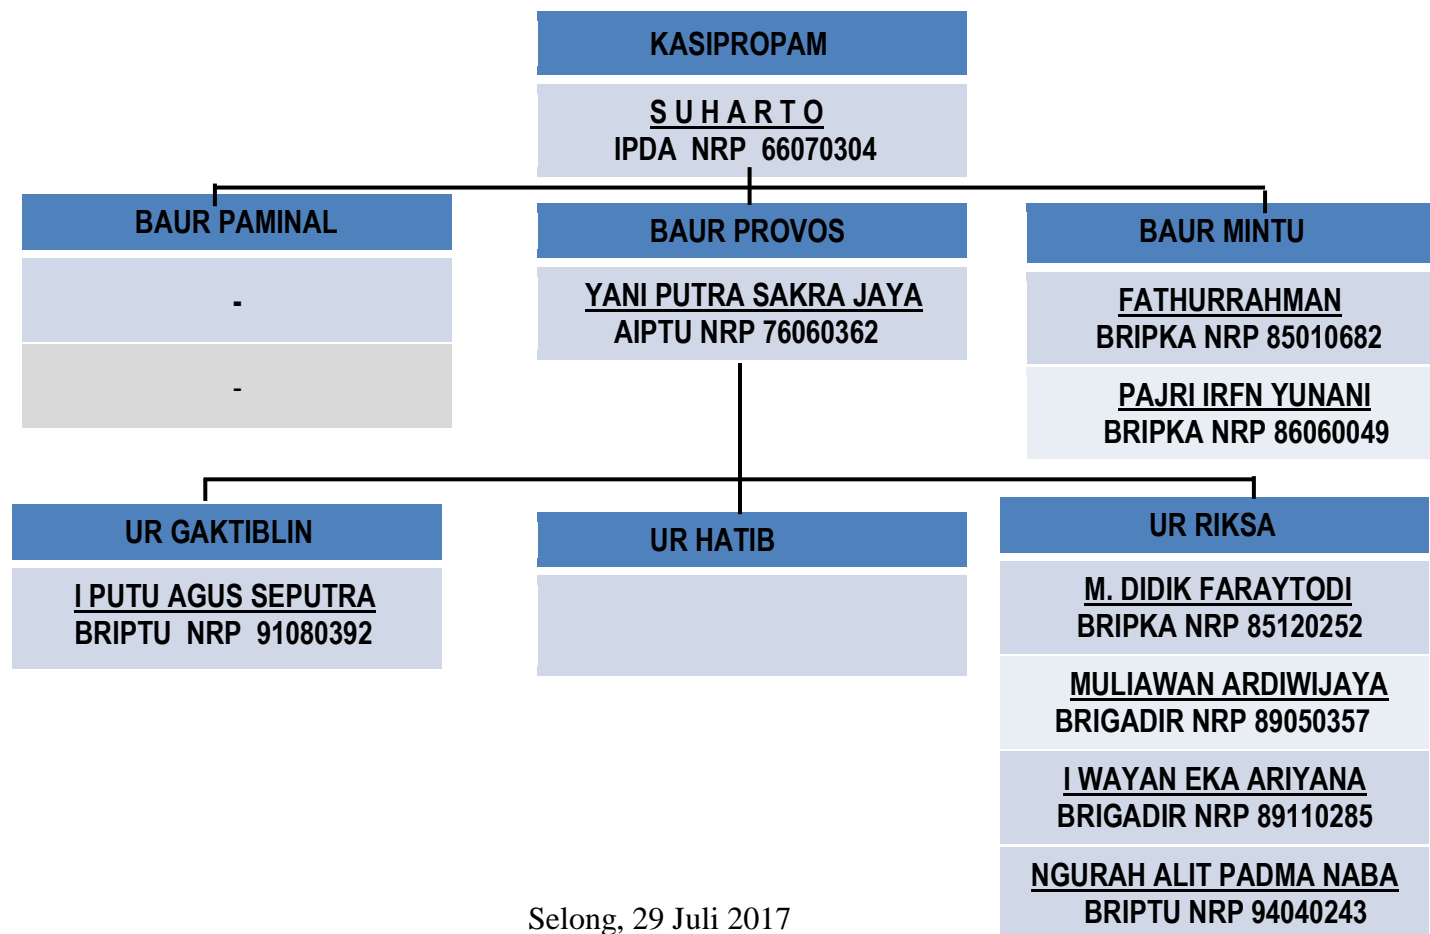 KASIPROPAM
S U H A R T O
IPDA NRP 66070304
BAUR PAMINAL
-
-
BAUR PROVOS
YANI PUTRA SAKRA JAYA
AIPTU NRP 76060362
BAUR MINTU
FATHURRAHMAN
BRIPKA NRP 85010682
PAJRI IRFN YUNANI
BRIPKA NRP 86060049
UR GAKTIBLIN
I PUTU AGUS SEPUTRA
BRIPTU NRP 91080392
UR HATIB
UR RIKSA
M. DIDIK FARAYTODI
BRIPKA NRP 85120252
MULIAWAN ARDIWIJAYA
BRIGADIR NRP 89050357
I WAYAN EKA ARIYANA
BRIGADIR NRP 89110285
NGURAH ALIT PADMA NABA
BRIPTU NRP 94040243
Selong, 29 Juli 2017